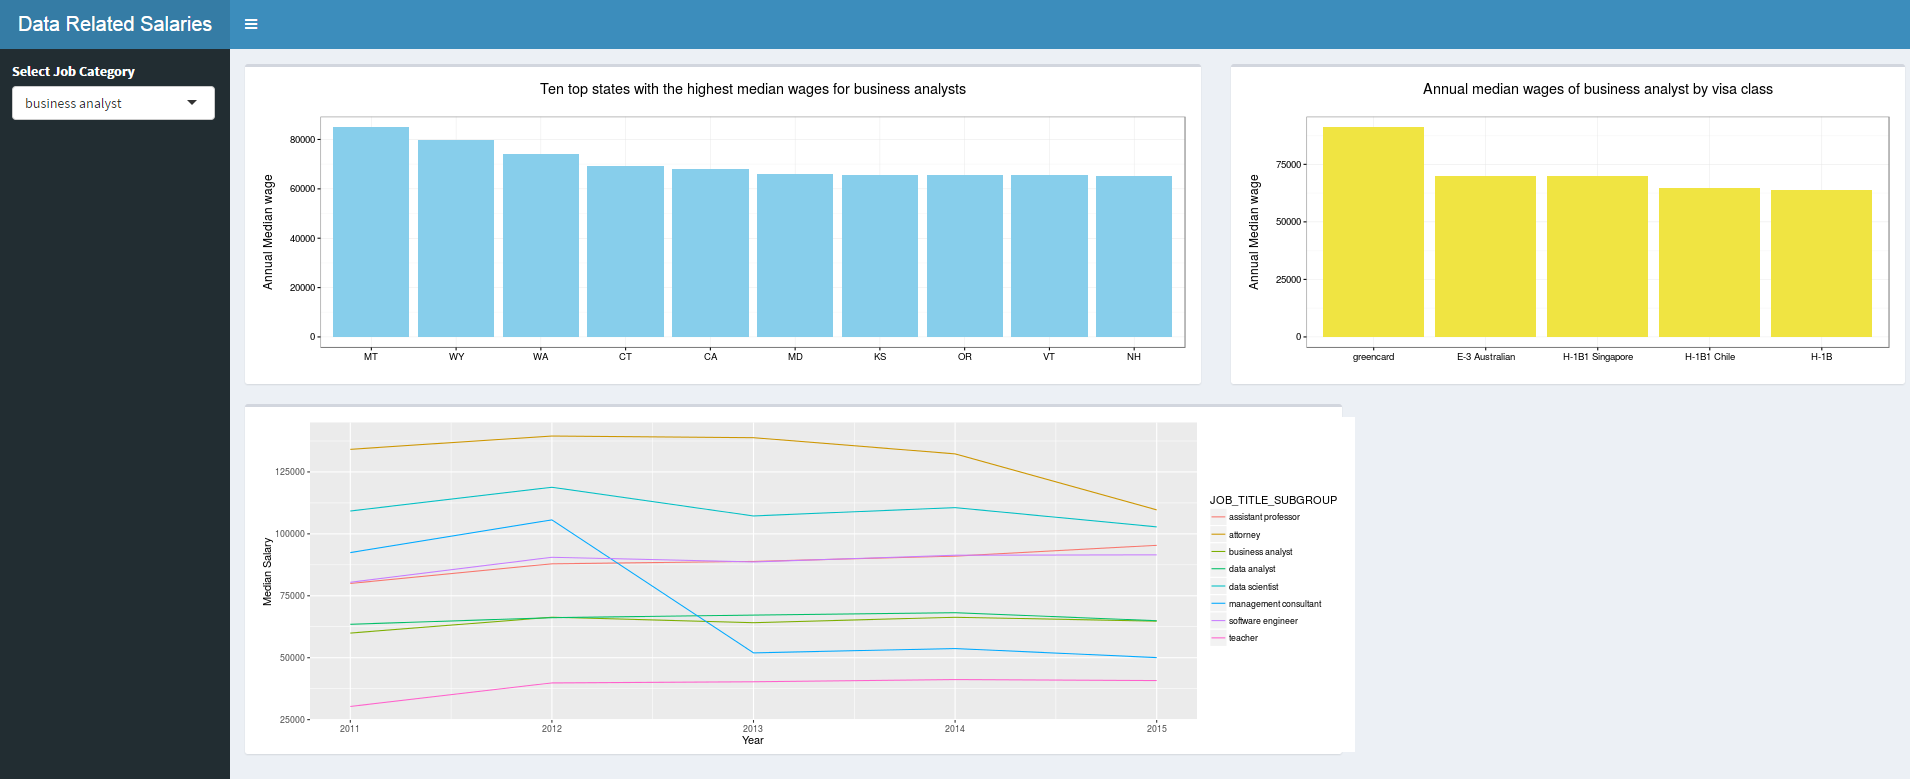 Data Related Salaries
Select Job Category
business analyst
Ten top states with the highest median wages for business analysts
Annual Median wage
80000
60000
40000
20000
0
MT WY WA CT CA MD KS OR VT NH
Annual median wages of business analyst by visa class
Annual Median wage
75000
50000
25000
0
greencard E-3 Australian H-1B1 Singapore H-1B1 Chile H-1B
Median Salary
125000
100000
75000
50000
25000
2011 2012 2013 2014 2015
Year
JOB_TITLE_SUBGROUP
assistant professor
attorney
business analyst
data analyst
data scientist
management consultant
software engineer
teacher